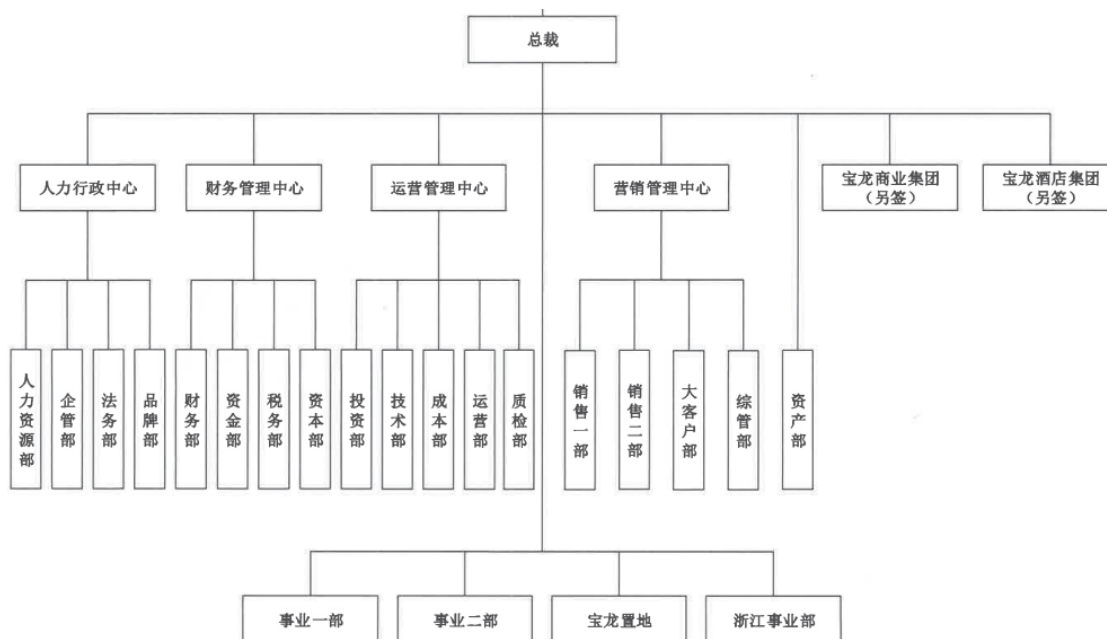 总裁
人力行政中心
财务管理中心
运营管理中心
营销管理中心
宝龙商业集团
（另签）
宝龙酒店集团
（另签）
人力资源部
企管部
法务部
品牌部
财务部
资金部
税务部
资本部
投资部
技术部
成本部
运营部
质检部
销售一部
销售二部
大客户部
综管部
资产部
事业一部
事业二部
宝龙置地
浙江事业部